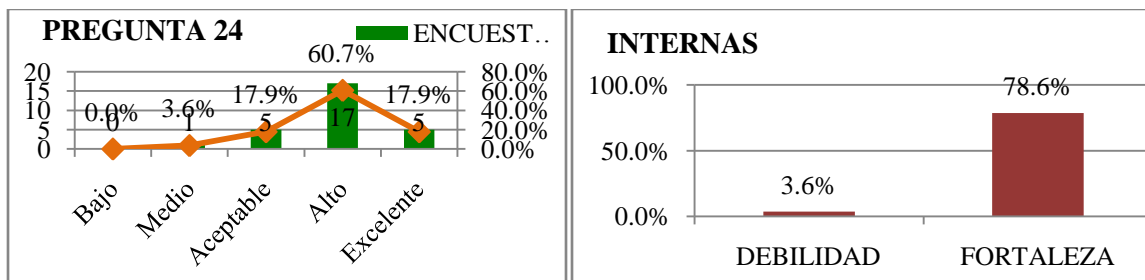 PREGUNTA 24
ENCUEST..
60.7%
20
15
10
5
0
0.0%
3.6%
17.9%
17.9%
0
1
5
17
5
80.0%
60.0%
40.0%
20.0%
0.0%
Bajo
Medio
Aceptable
Alto
Excelente
INTERNAS
100.0%
50.0%
0.0%
3.6%
78.6%
DEBILIDAD
FORTALEZA